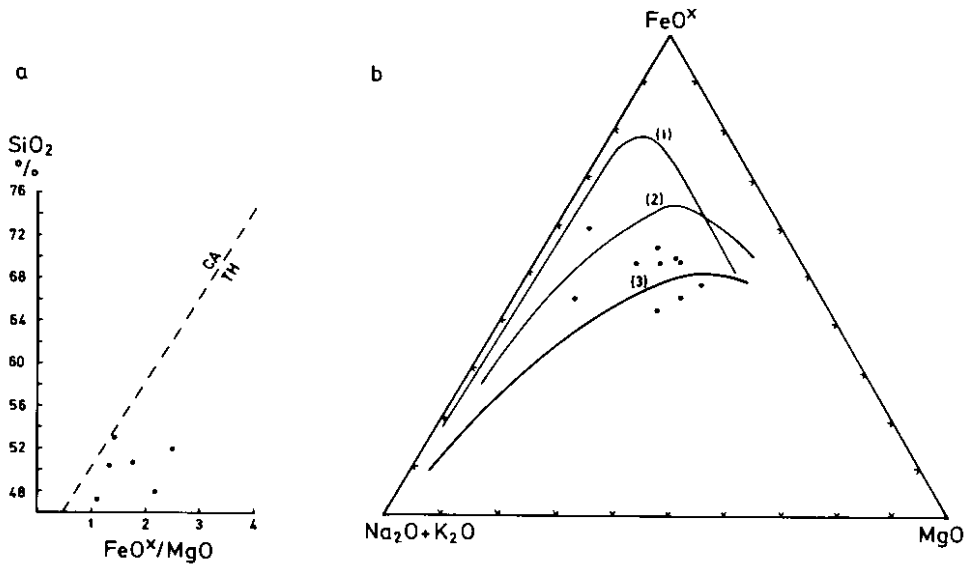 a
SiO₂
°/°
76
72
68
64
60
56
52
48
CA
TH
1 2 3 4
FeOˣ/MgO
b
FeOˣ
(1)
(2)
(3)
Na₂O+K₂O
MgO